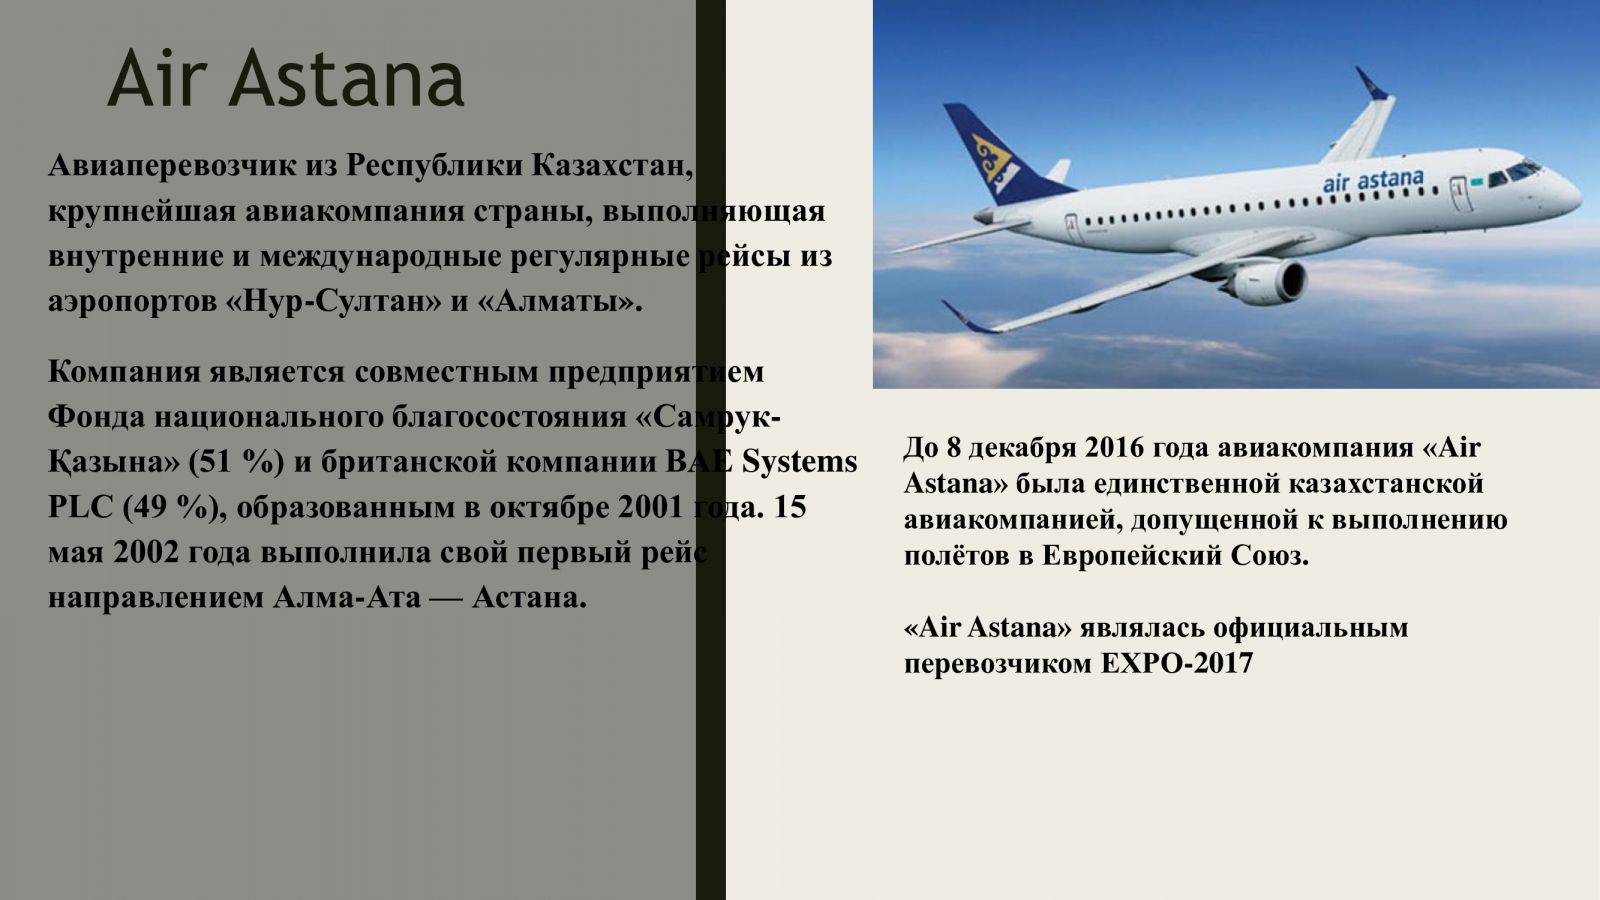 Air Astana
Авиаперевозчик из Республики Казахстан,
крупнейшая авиакомпания страны, выполняющая
внутренние и международные регулярные рейсы из
аэропортов «Нур-Султан» и «Алматы».
Компания является совместным предприятием
Фонда национального благосостояния «Самрук-
Қазына» (51 %) и британской компании BAE Systems
PLC (49 %), образованным в октябре 2001 года. 15
мая 2002 года выполнила свой первый рейс
направлением Алма-Ата — Астана.
air astana
До 8 декабря 2016 года авиакомпания «Air
Astana» была единственной казахстанской
авиакомпанией, допущенной к выполнению
полётов в Европейский Союз.
«Air Astana» являлась официальным
перевозчиком EXPO-2017